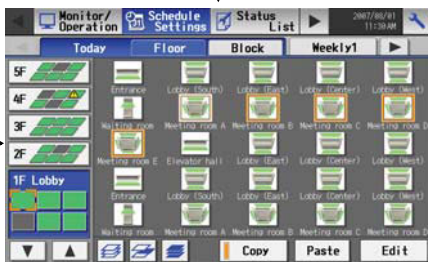 Monitor/ Operation
Schedule Settings
Status List
2007/08/01 11:30AM
Today
Floor
Block
Weekly1
5F
4F
3F
2F
1F Lobby
Entrance Lobby (South) Lobby (East) Lobby (Center) Lobby (West)
Waiting room Meeting room A Meeting room B Meeting room C Meeting room D
Meeting room E Elevator hall Lobby (East) Lobby (Center) Lobby (West)
Entrance Lobby (South) Lobby (East) Lobby (Center) Lobby (West)
Waiting room Meeting room A Meeting room B Meeting room C Meeting room D
Copy
Paste
Edit